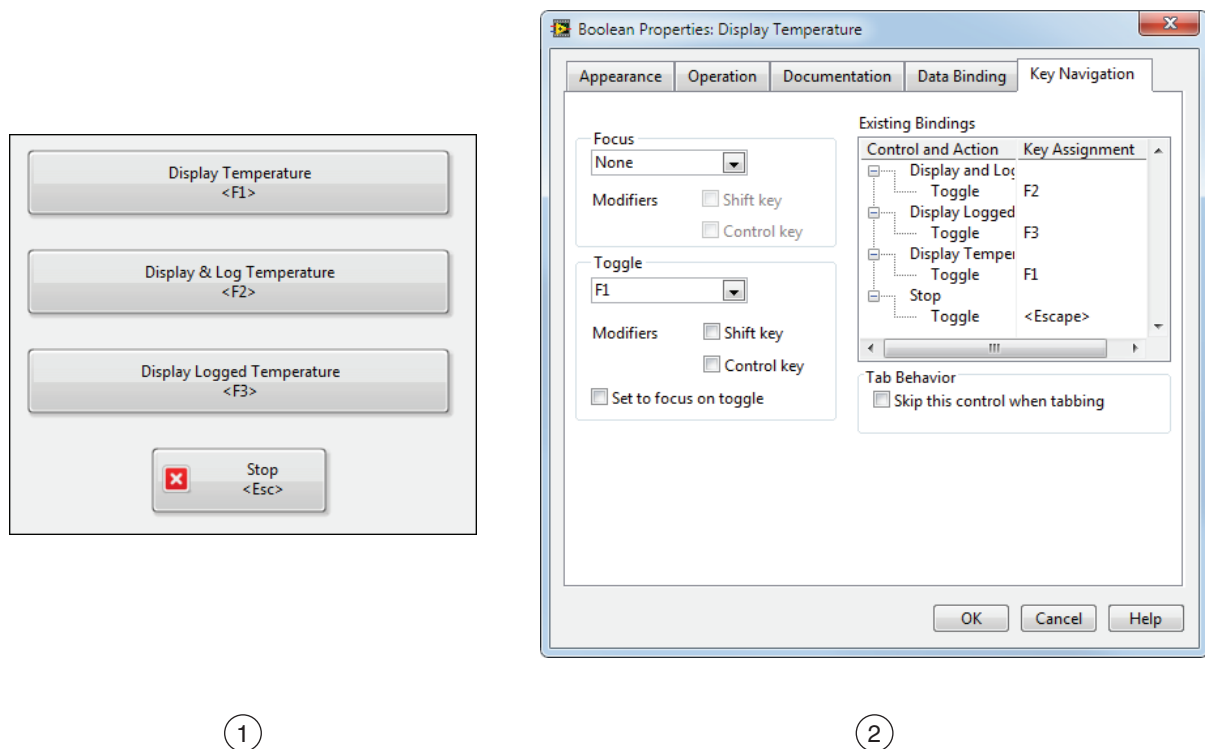 Display Temperature
<F1>
Display & Log Temperature
<F2>
Display Logged Temperature
<F3>
Stop
<Esc>
1
Boolean Properties: Display Temperature
Appearance Operation Documentation Data Binding Key Navigation
Focus
None
Modifiers
Shift key
Control key
Toggle
F1
Modifiers
Shift key
Control key
Set to focus on toggle
Existing Bindings
Control and Action Key Assignment
Display and Log
Toggle F2
Display Logged
Toggle F3
Display Temper
Toggle F1
Stop
Toggle <Escape>
Tab Behavior
Skip this control when tabbing
OK Cancel Help
2